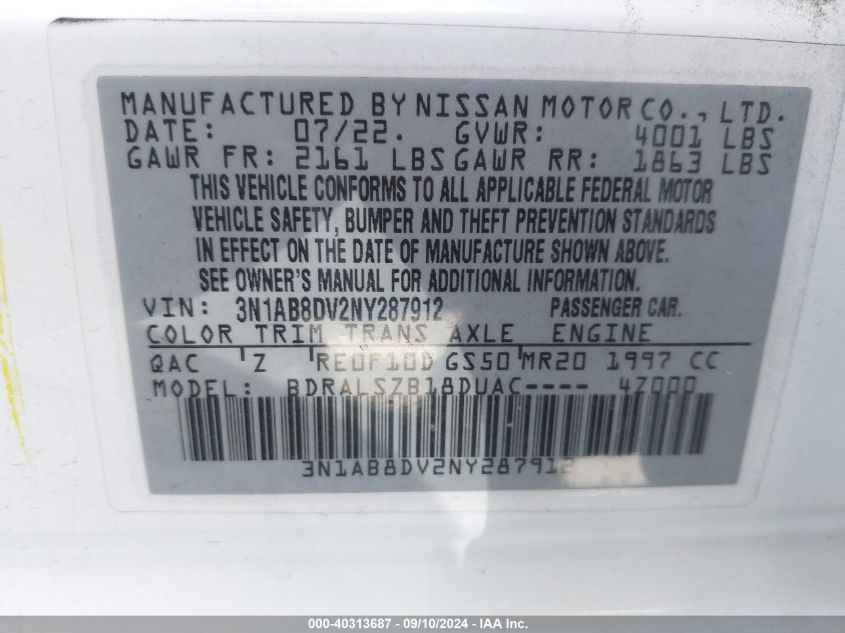 MANUFACTURED BY NISSAN MOTOR CO., LTD.
DATE: 07/22. GVWR: 4001 LBS
GAWR FR: 2161 LBS GAWR RR: 1863 LBS
THIS VEHICLE CONFORMS TO ALL APPLICABLE FEDERAL MOTOR
VEHICLE SAFETY, BUMPER AND THEFT PREVENTION STANDARDS
IN EFFECT ON THE DATE OF MANUFACTURE SHOWN ABOVE.
SEE OWNER'S MANUAL FOR ADDITIONAL INFORMATION.
VIN: 3N1AB8DV2NY287912 PASSENGER CAR.
COLOR TRIM TRANS AXLE ENGINE
QAC Z RE0F10D GS50 MR20 1997 CC
MODEL: BDRALSZB18DUAC---- 4Z000
3N1AB8DV2NY287912
000-40313687 - 09/10/2024 - IAA Inc.